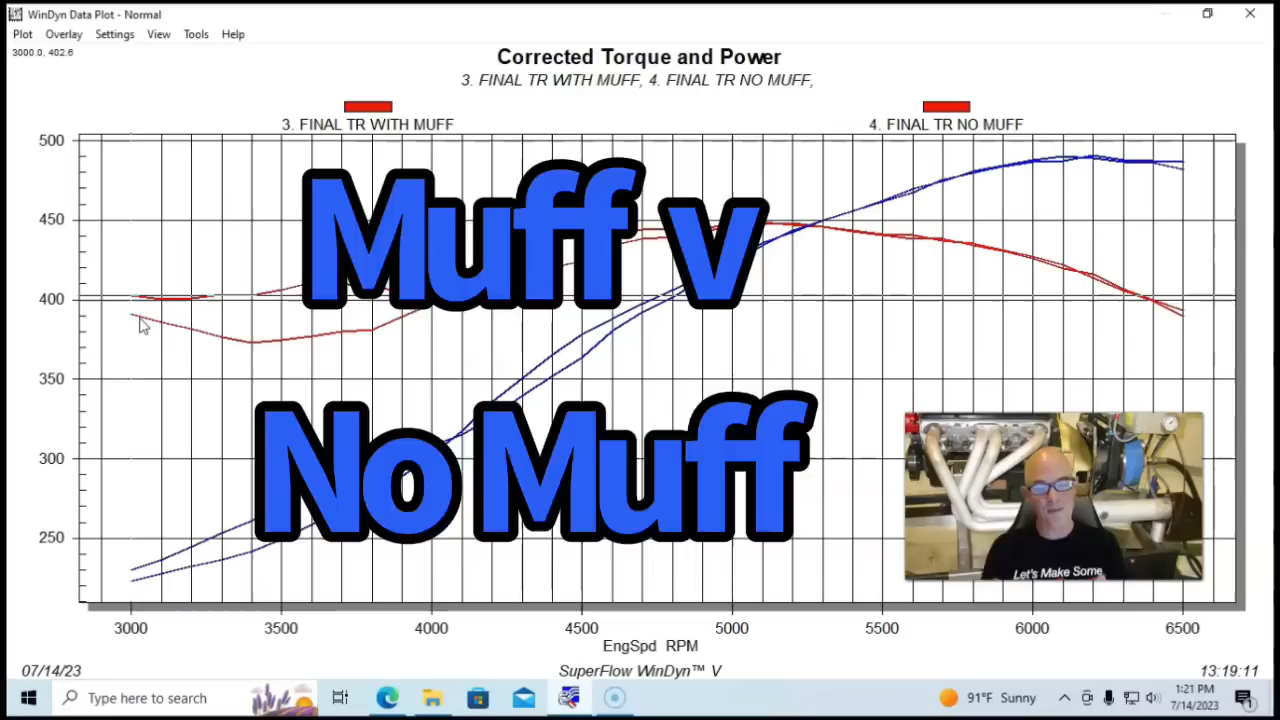 WinDyn Data Plot - Normal
Plot Overlay Settings View Tools Help
3000.0, 402.6
Corrected Torque and Power
3. FINAL TR WITH MUFF, 4. FINAL TR NO MUFF,
3. FINAL TR WITH MUFF
4. FINAL TR NO MUFF
500
450
400
350
300
250
Muff v
No Muff
Let's Make Some
3000 3500 4000 4500 5000 5500 6000 6500
EngSpd RPM
07/14/23
SuperFlow WinDyn™ V
13:19:11
Type here to search
91°F Sunny
1:21 PM
7/14/2023
1